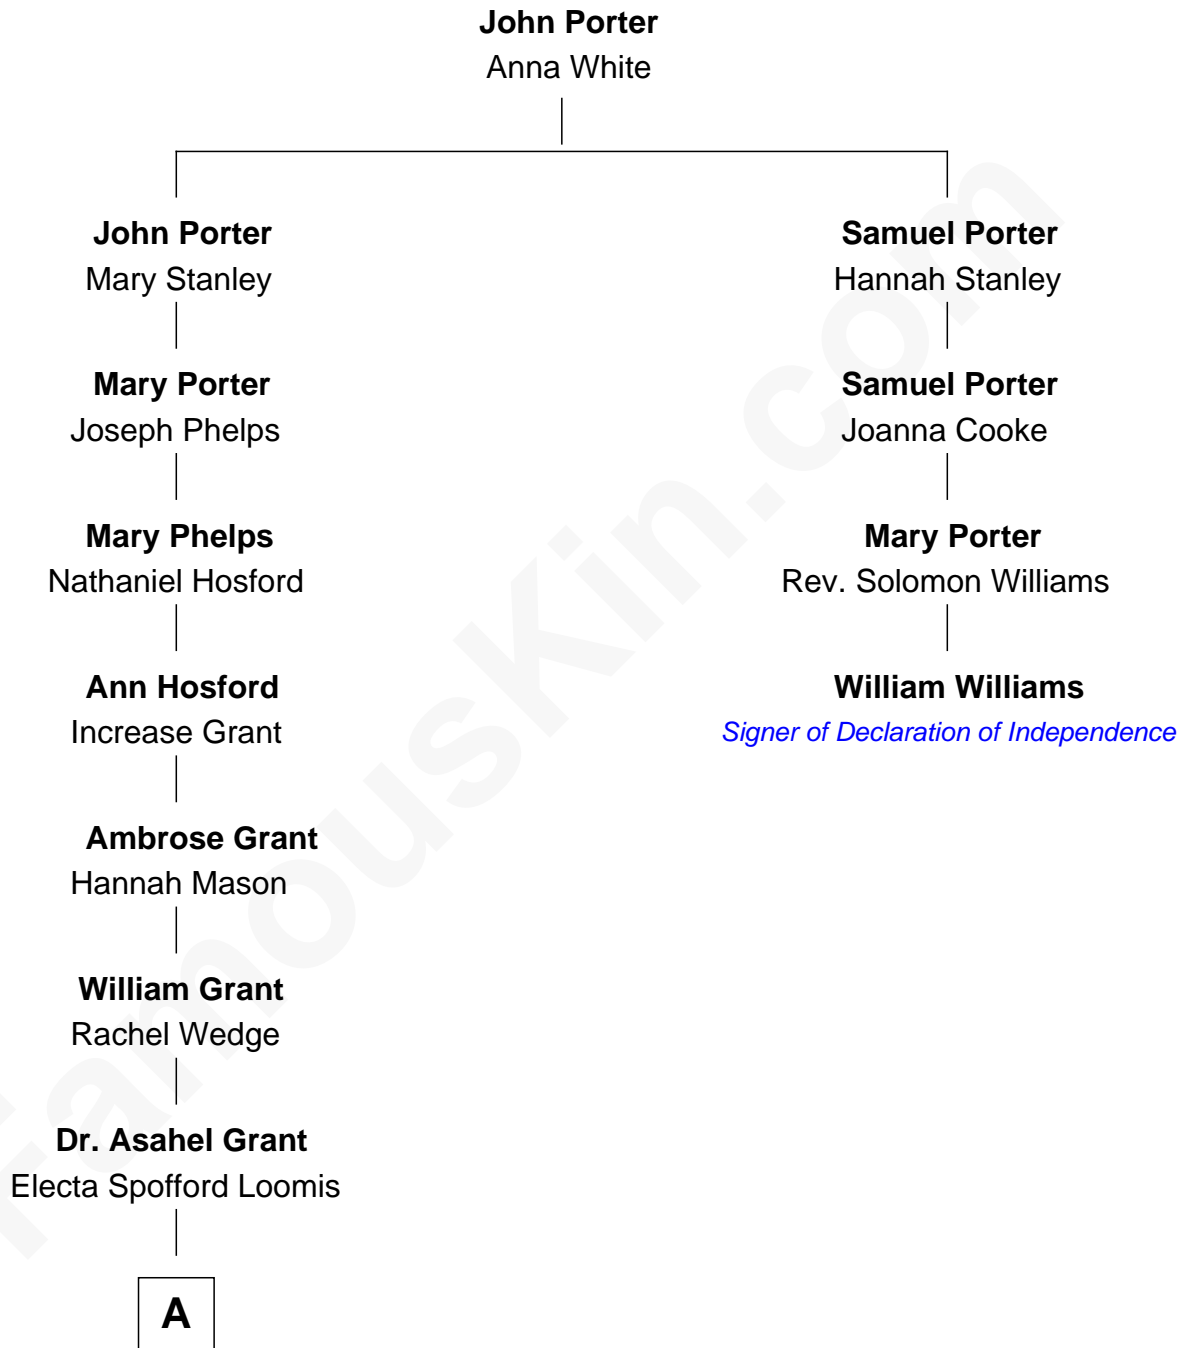 John Porter
Anna White
John Porter
Mary Stanley
Samuel Porter
Hannah Stanley
Mary Porter
Joseph Phelps
Samuel Porter
Joanna Cooke
Mary Phelps
Nathaniel Hosford
Mary Porter
Rev. Solomon Williams
Ann Hosford
Increase Grant
William Williams
Signer of Declaration of Independence
Ambrose Grant
Hannah Mason
William Grant
Rachel Wedge
Dr. Asahel Grant
Electa Spofford Loomis
A
FamousKin.com